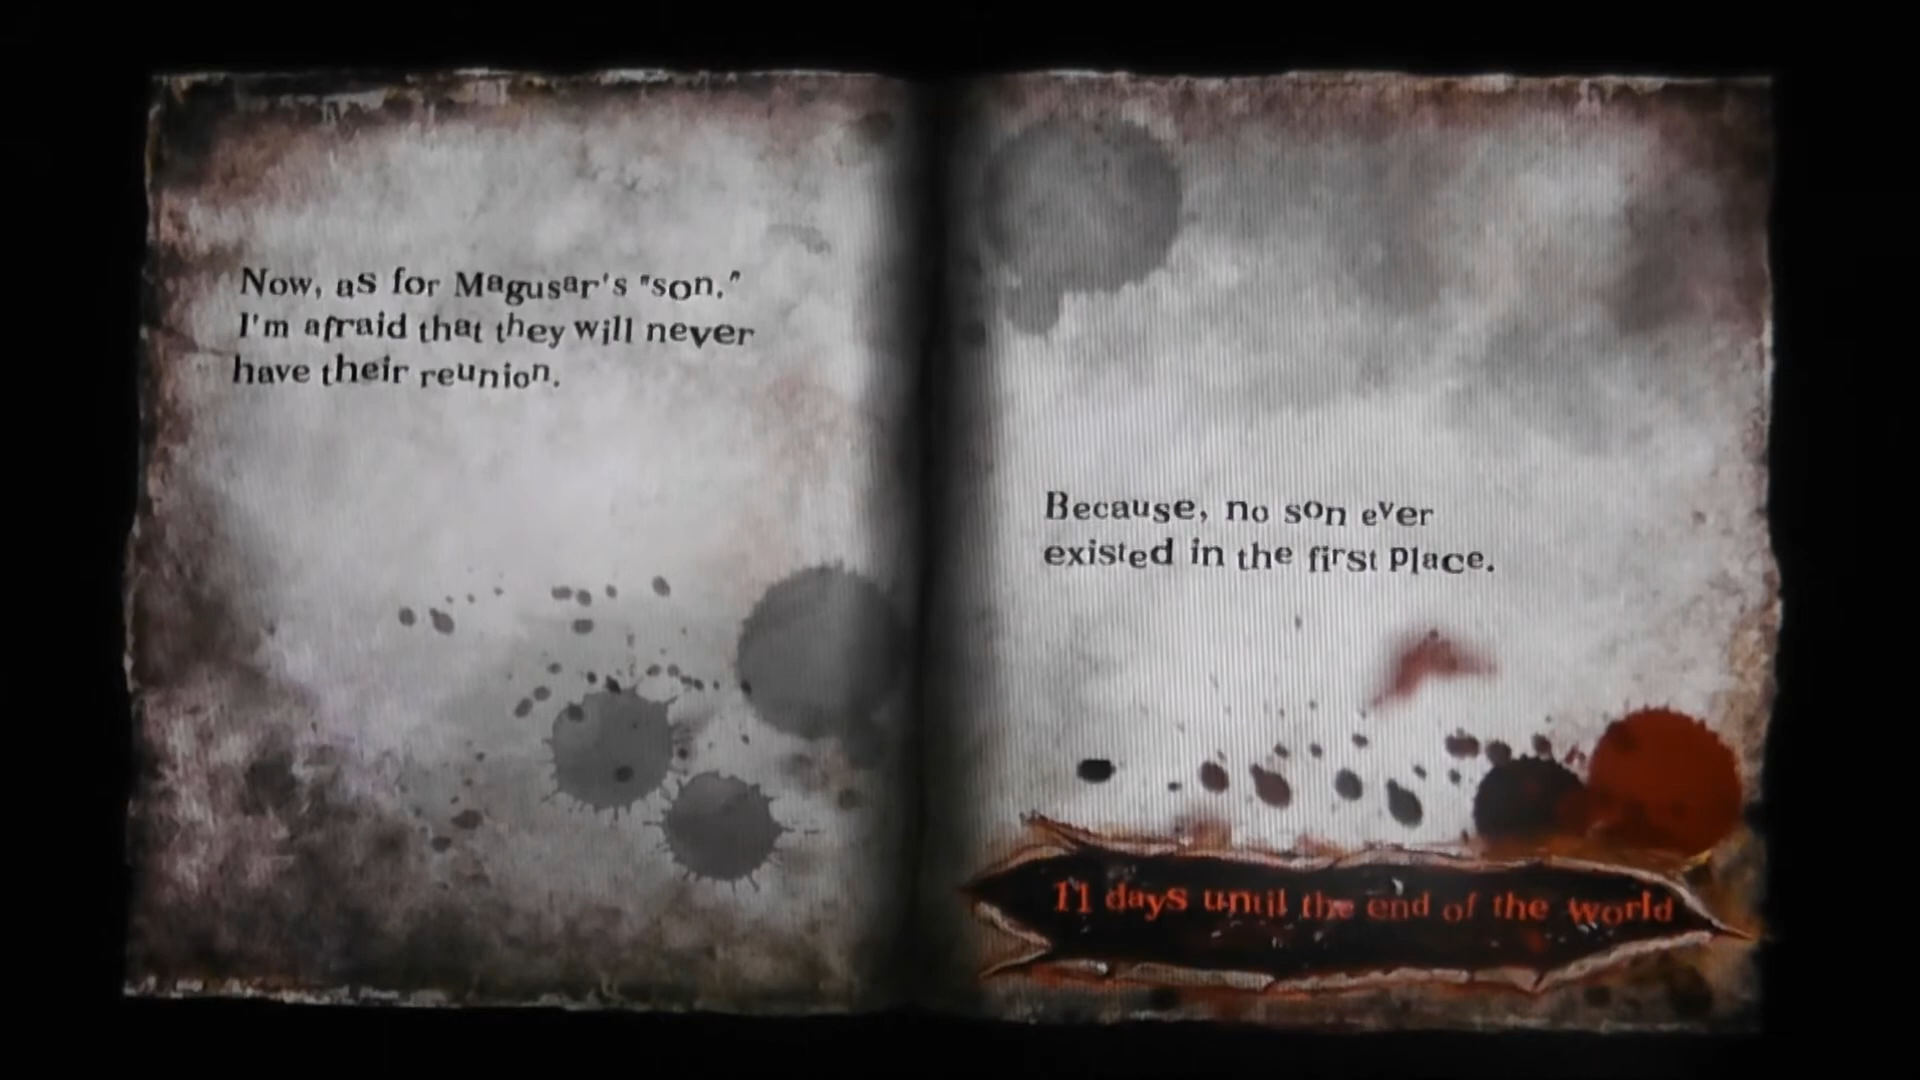 Now, as for Magusar's "son,"
I'm afraid that they will never
have their reunion.
Because, no son ever
existed in the first place.
11 days until the end of the world